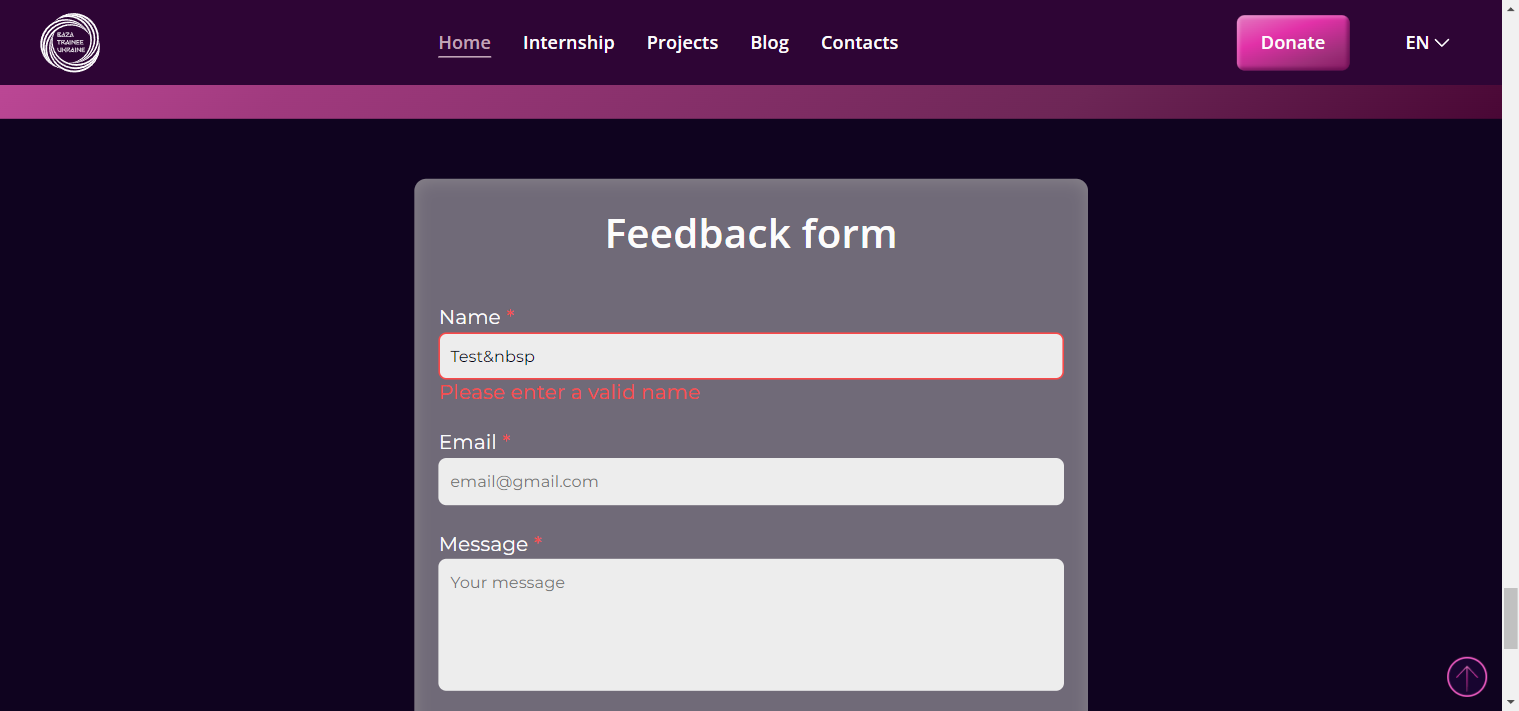 BAZA
TRAINEE
UKRAINE
Home Internship Projects Blog Contacts Donate EN
Feedback form
Name *
Test&nbsp
Please enter a valid name
Email *
email@gmail.com
Message *
Your message